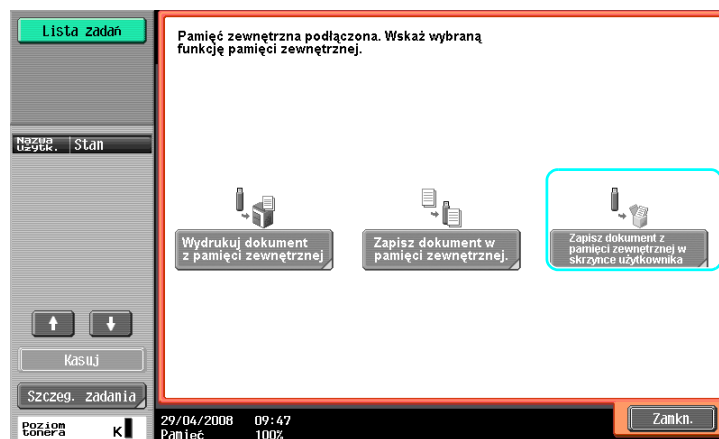 Lista zadań
Pamięć zewnętrzna podłączona. Wskaż wybraną
funkcję pamięci zewnętrznej.
Nazwa
Użytk.
Stan
Wydrukuj dokument
z pamięci zewnętrznej
Zapisz dokument w
pamięci zewnętrznej.
Zapisz dokument z
pamięci zewnętrznej w
skrzynce użytkownika
Kasuj
Szczeg. zadania
Poziom
tonera
K
29/04/2008 09:47
Pamięć 100%
Zamkn.